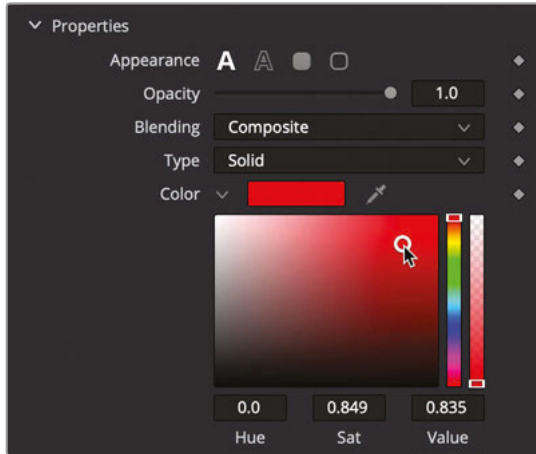 Properties
Appearance A A
Opacity 1.0
Blending Composite
Type Solid
Color
0.0 0.849 0.835
Hue Sat Value